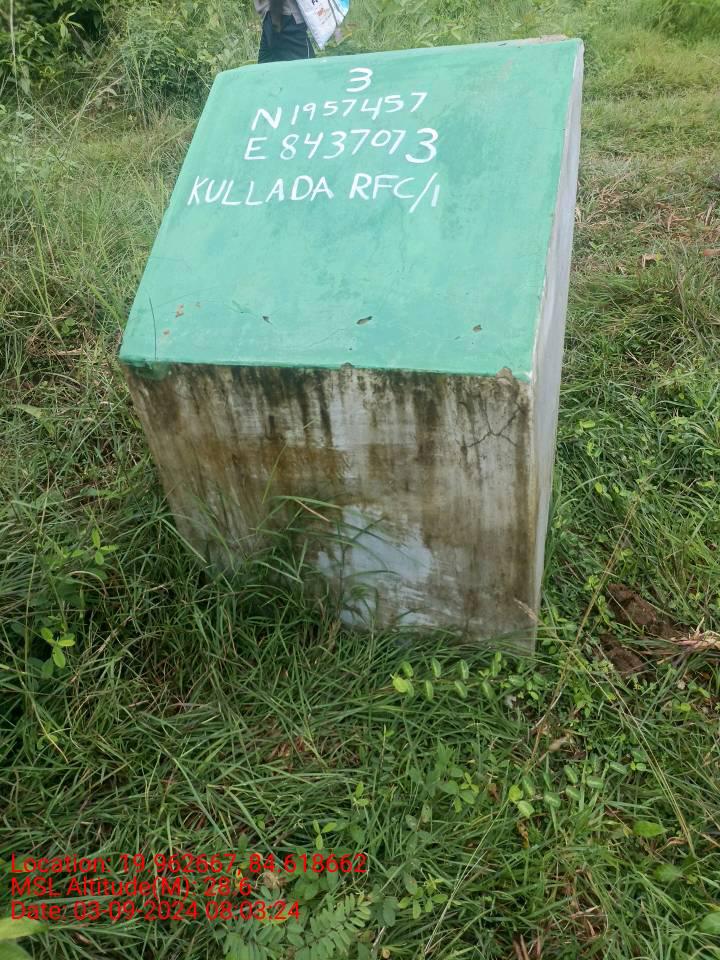 3
N1957457
E8437073
KULLADA RFC/1
Location: 19.962667, 84.618662
MSL Altitude(M): 28.6
Date: 03-09-2024 08:03:24